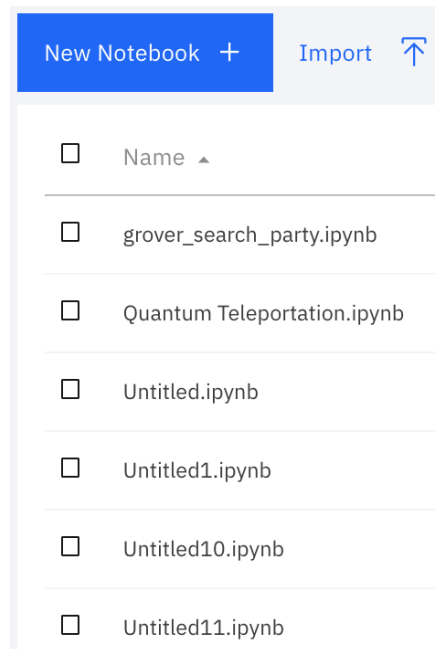 New Notebook + Import
Name
grover_search_party.ipynb
Quantum Teleportation.ipynb
Untitled.ipynb
Untitled1.ipynb
Untitled10.ipynb
Untitled11.ipynb